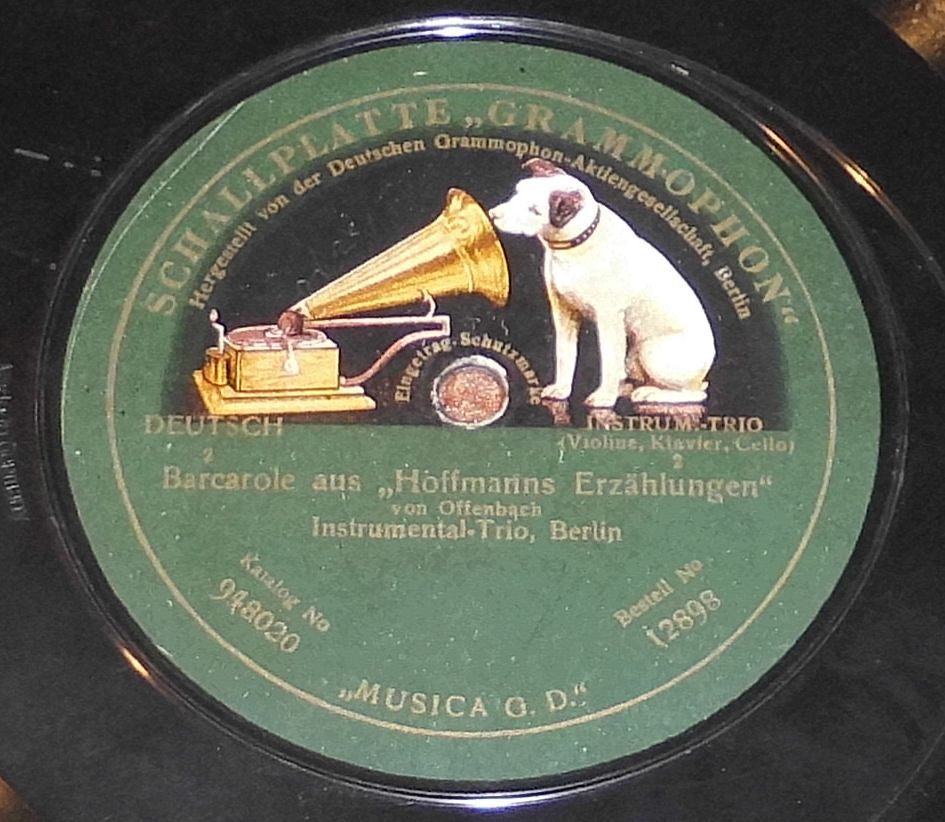 SCHALLPLATTE „GRAMMOPHON“
Hergestellt von der Deutschen Grammophon-Aktiengesellschaft, Berlin
Eingetrag. Schutzmarke
DEUTSCH
INSTRUM.-TRIO
(Violine, Klavier, Cello)
2
2
Barcarole aus „Hoffmanns Erzählungen“
von Offenbach
Instrumental-Trio, Berlin
Katalog No
948020
Bestell No
12898
„MUSICA G. D.“